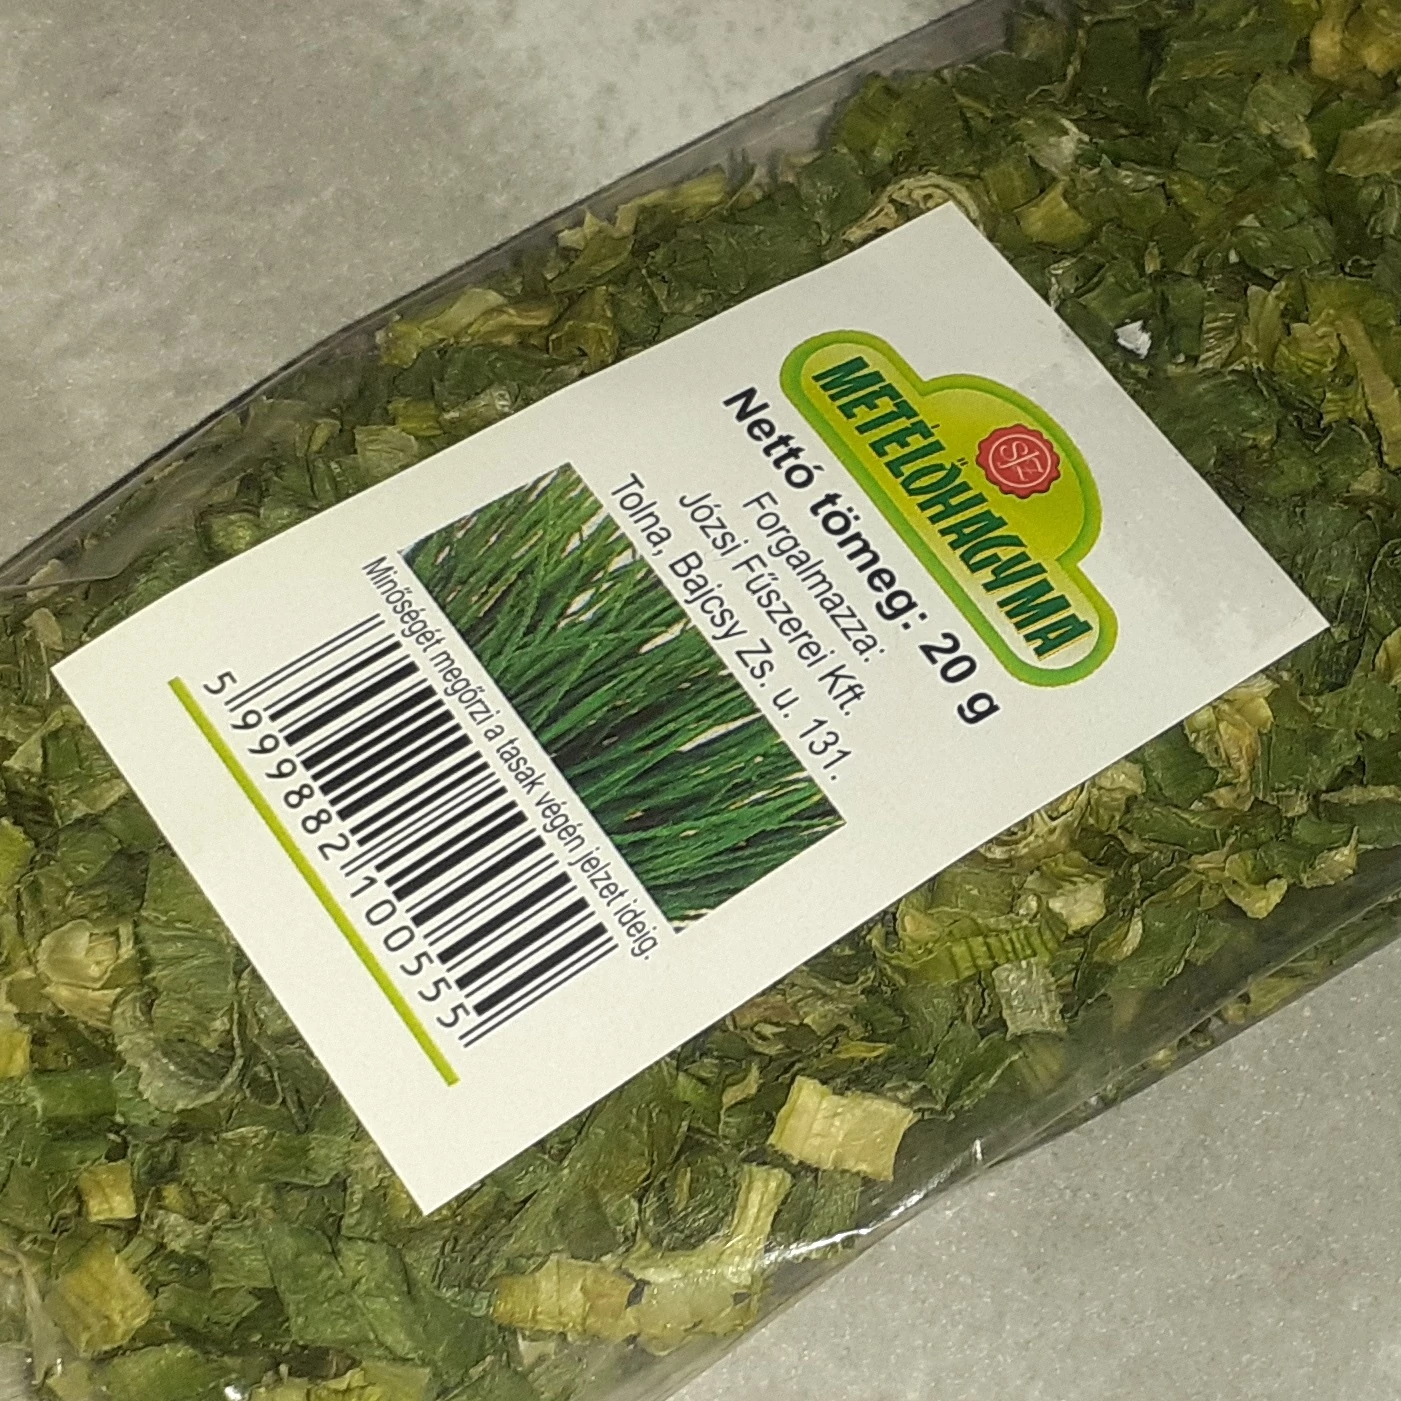 METÉLŐHAGYMA
Nettó tömeg: 20 g
Forgalmazza:
Józsi Fűszerei Kft.
Tolna, Bajcsy Zs. u. 131.
Minőségét megőrzi a tasak végén jelzet ideig.
5 999882 100555